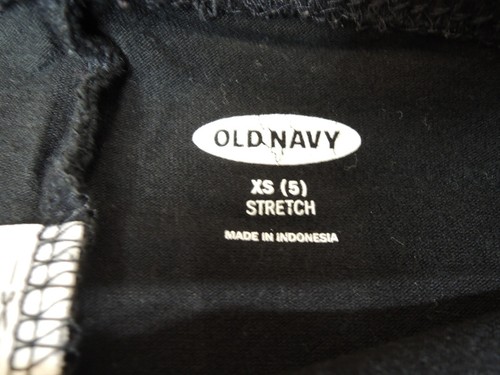 OLD NAVY
XS (5)
STRETCH
MADE IN INDONESIA